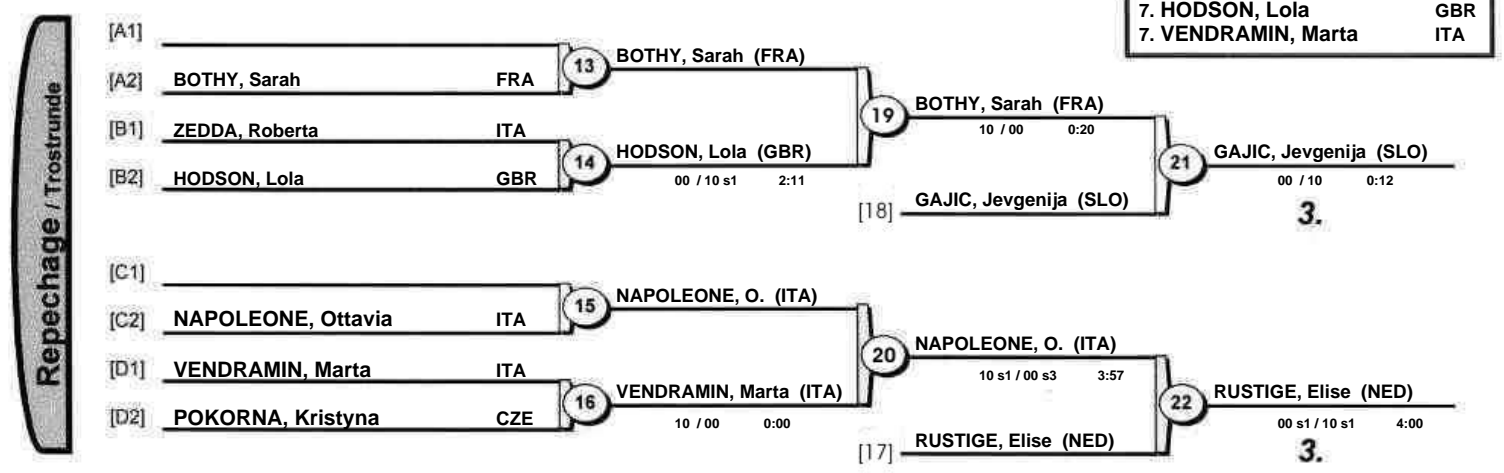 7. HODSON, Lola GBR
7. VENDRAMIN, Marta ITA
Repechage / Trostrunde
[A1]
[A2] BOTHY, Sarah FRA
13 BOTHY, Sarah (FRA)
[B1] ZEDDA, Roberta ITA
[B2] HODSON, Lola GBR
14 HODSON, Lola (GBR)
00 / 10 s1 2:11
19 BOTHY, Sarah (FRA)
10 / 00 0:20
[18] GAJIC, Jevgenija (SLO)
21 GAJIC, Jevgenija (SLO)
00 / 10 0:12
3.
[C1]
[C2] NAPOLEONE, Ottavia ITA
15 NAPOLEONE, O. (ITA)
[D1] VENDRAMIN, Marta ITA
[D2] POKORNA, Kristyna CZE
16 VENDRAMIN, Marta (ITA)
10 / 00 0:00
20 NAPOLEONE, O. (ITA)
10 s1 / 00 s3 3:57
[17] RUSTIGE, Elise (NED)
22 RUSTIGE, Elise (NED)
00 s1 / 10 s1 4:00
3.